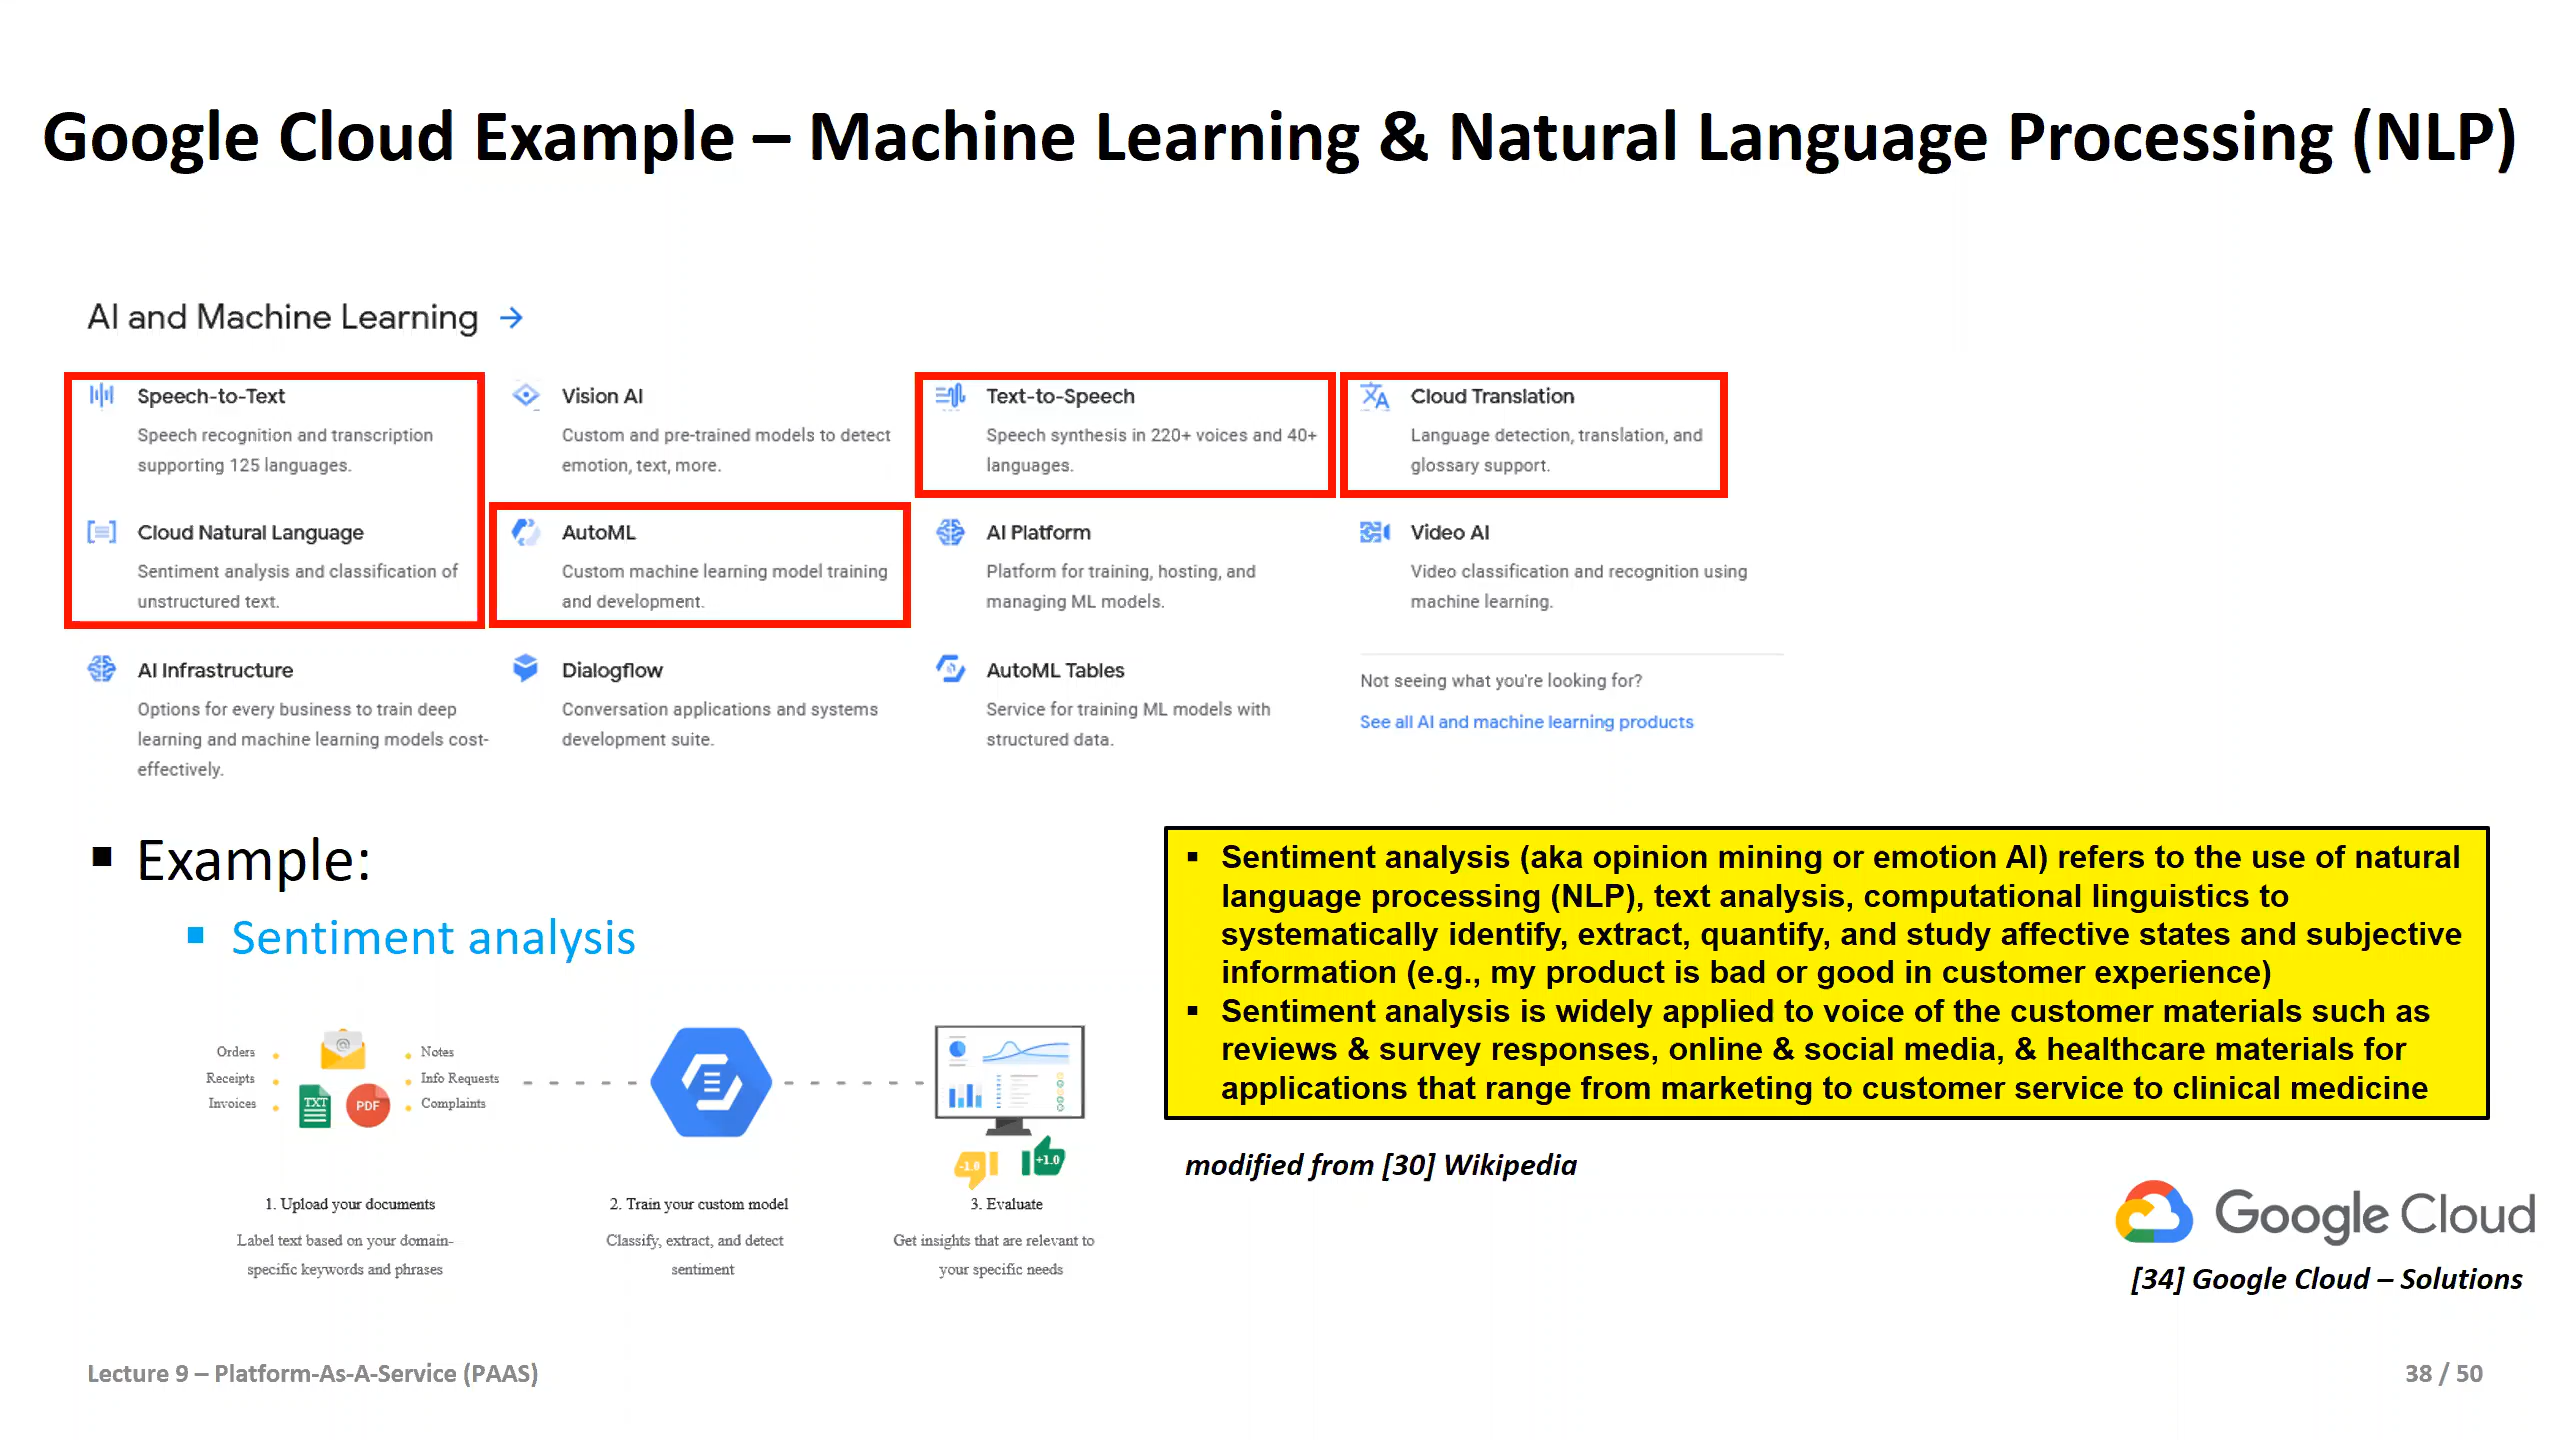 Google Cloud Example – Machine Learning & Natural Language Processing (NLP)
AI and Machine Learning →
Speech-to-Text
Speech recognition and transcription
supporting 125 languages.
Vision AI
Custom and pre-trained models to detect
emotion, text, more.
Text-to-Speech
Speech synthesis in 220+ voices and 40+
languages.
Cloud Translation
Language detection, translation, and
glossary support.
Cloud Natural Language
Sentiment analysis and classification of
unstructured text.
AutoML
Custom machine learning model training
and development.
AI Platform
Platform for training, hosting, and
managing ML models.
Video AI
Video classification and recognition using
machine learning.
AI Infrastructure
Options for every business to train deep
learning and machine learning models cost-
effectively.
Dialogflow
Conversation applications and systems
development suite.
AutoML Tables
Service for training ML models with
structured data.
Not seeing what you're looking for?
See all AI and machine learning products
▪ Example:
▪ Sentiment analysis
Orders
Receipts
Invoices
@
TXT
PDF
Notes
Info Requests
Complaints
-1.0
+1.0
1. Upload your documents
Label text based on your domain-
specific keywords and phrases
2. Train your custom model
Classify, extract, and detect
sentiment
3. Evaluate
Get insights that are relevant to
your specific needs
▪ Sentiment analysis (aka opinion mining or emotion AI) refers to the use of natural
language processing (NLP), text analysis, computational linguistics to
systematically identify, extract, quantify, and study affective states and subjective
information (e.g., my product is bad or good in customer experience)
▪ Sentiment analysis is widely applied to voice of the customer materials such as
reviews & survey responses, online & social media, & healthcare materials for
applications that range from marketing to customer service to clinical medicine
modified from [30] Wikipedia
Google Cloud
[34] Google Cloud – Solutions
Lecture 9 – Platform-As-A-Service (PAAS)
38 / 50